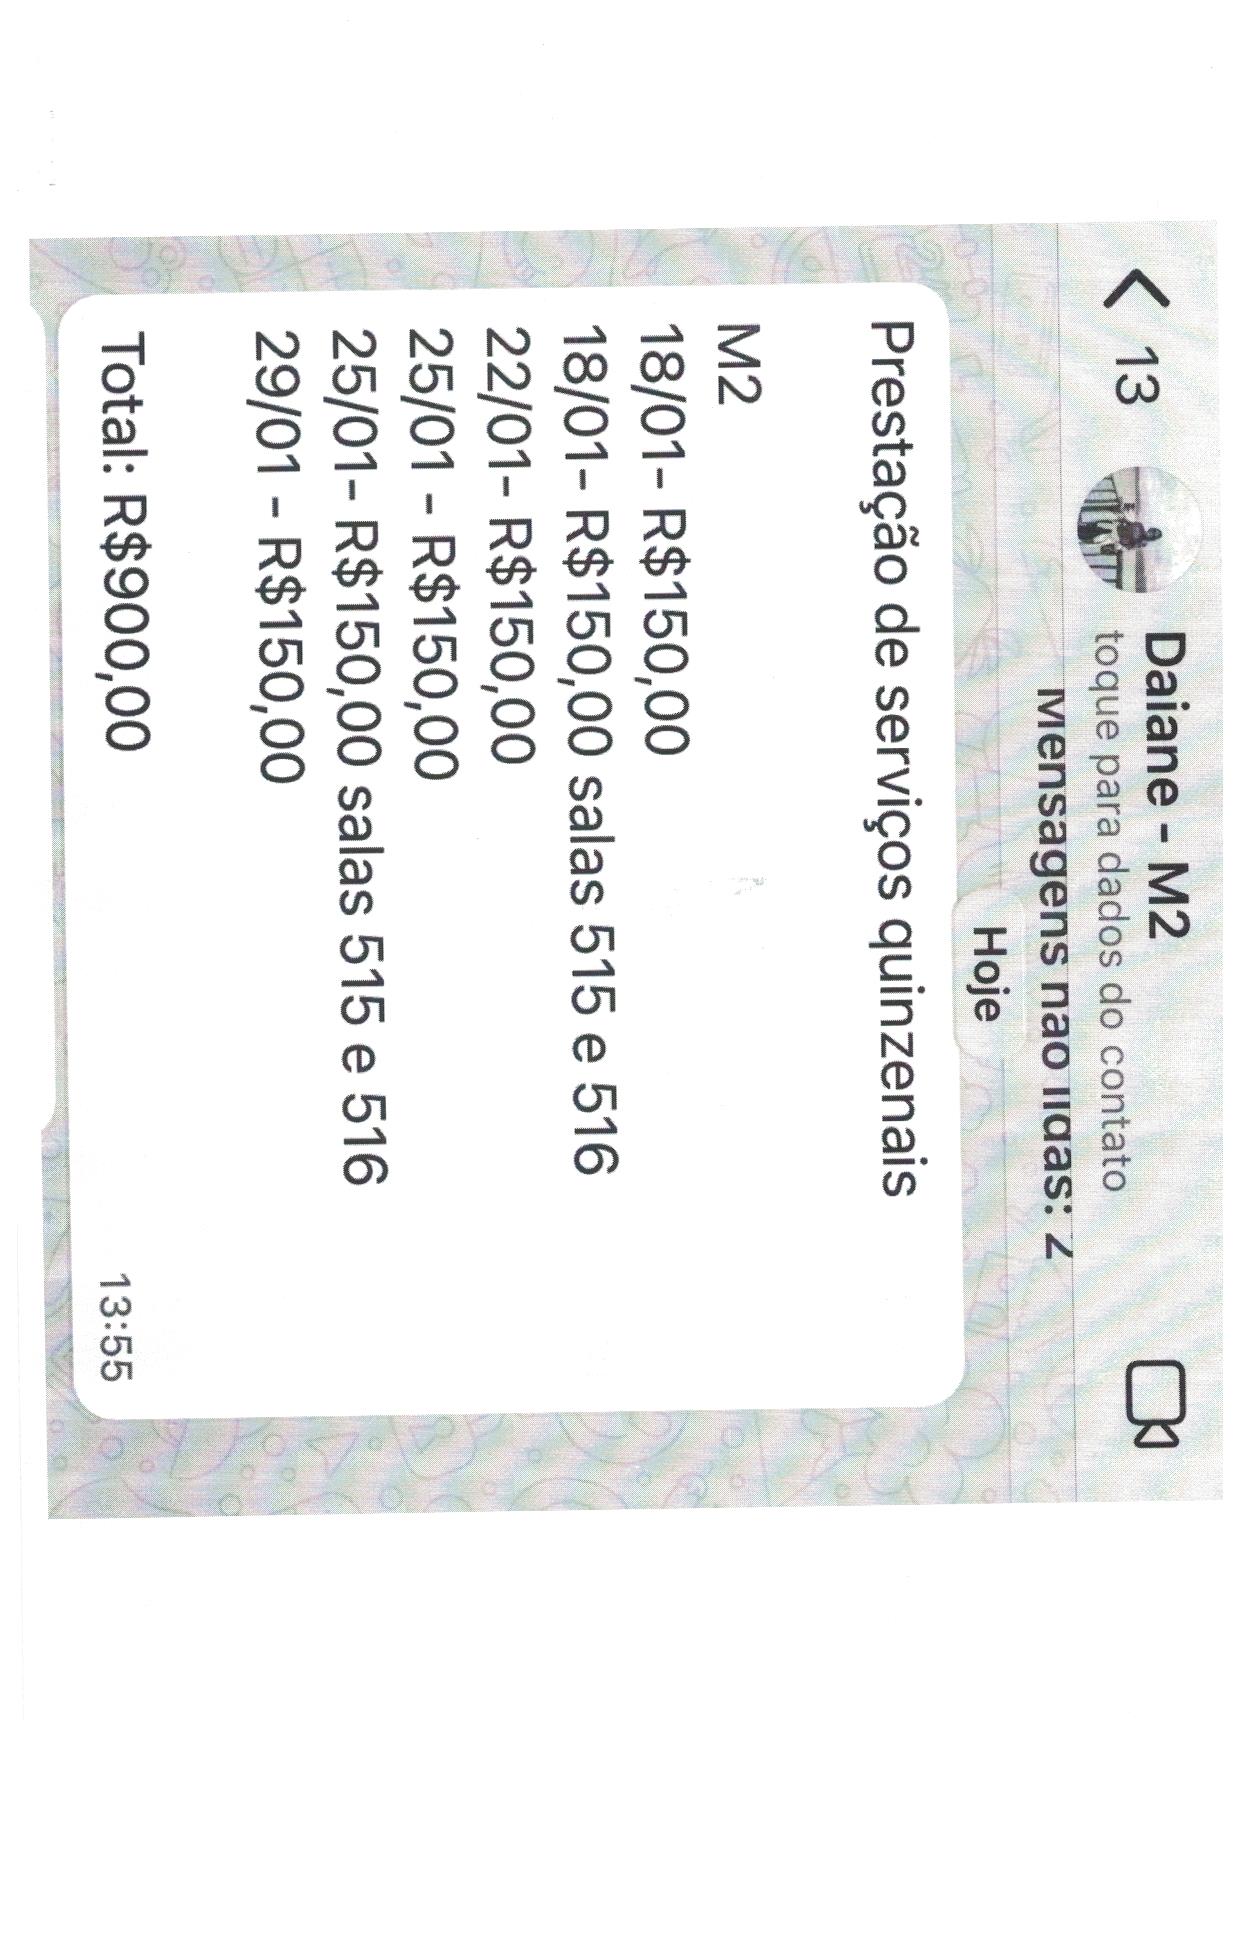 13
Daiane - M2
toque para dados do contato
Mensagens não lidas: 2
Hoje
Prestação de serviços quinzenais
M2
18/01- R$150,00
18/01- R$150,00 salas 515 e 516
22/01- R$150,00
25/01 - R$150,00
25/01- R$150,00 salas 515 e 516
29/01 - R$150,00
Total: R$900,00
13:55